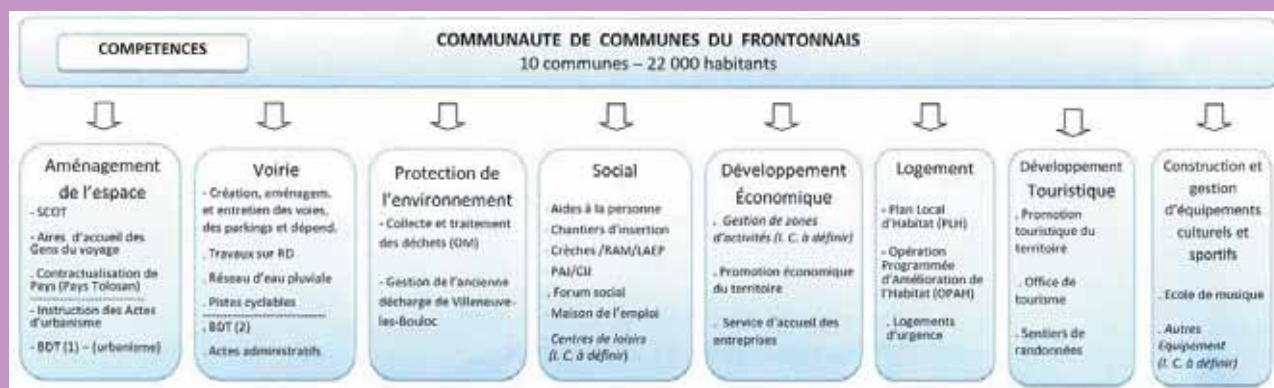 COMPETENCES
COMMUNAUTE DE COMMUNES DU FRONTONNAIS
10 communes – 22 000 habitants
Aménagement
de l'espace
- SCOT
- Aires d'accueil des
Gens du voyage
. Contractualisation de
Pays (Pays Tolosan)
- Instruction des Actes
d'urbanisme
- BDT (1) – (urbanisme)
Voirie
- Création, aménagem.
et entretien des voies,
des parkings et dépend.
. Travaux sur RD
. Réseau d'eau pluviale
. Pistes cyclables
. BDT (2)
. Actes administratifs
Protection de
l'environnement
- Collecte et traitement
des déchets (OM)
- Gestion de l'ancienne
décharge de Villeneuve-
les-Bouloc
Social
. Aides à la personne
. Chantiers d'insertion
. Crèches /RAM/LAEP
PAJ/CIJ
. Forum social
. Maison de l'emploi
Centres de loisirs
(I. C. à définir)
Développement
Économique
. Gestion de zones
d'activités (I. C. à définir)
. Promotion économique
du territoire
. Service d'accueil des
entreprises
Logement
- Plan Local
d'Habitat (PLH)
- Opération
Programmée
d'Amélioration de
l'Habitat (OPAH)
. Logements
d'urgence
Développement
Touristique
. Promotion
touristique du
territoire
. Office de
tourisme
. Sentiers de
randonnées
Construction et
gestion
d'équipements
culturels et
sportifs
. Ecole de musique
. Autres
Equipement
(I. C. à définir)